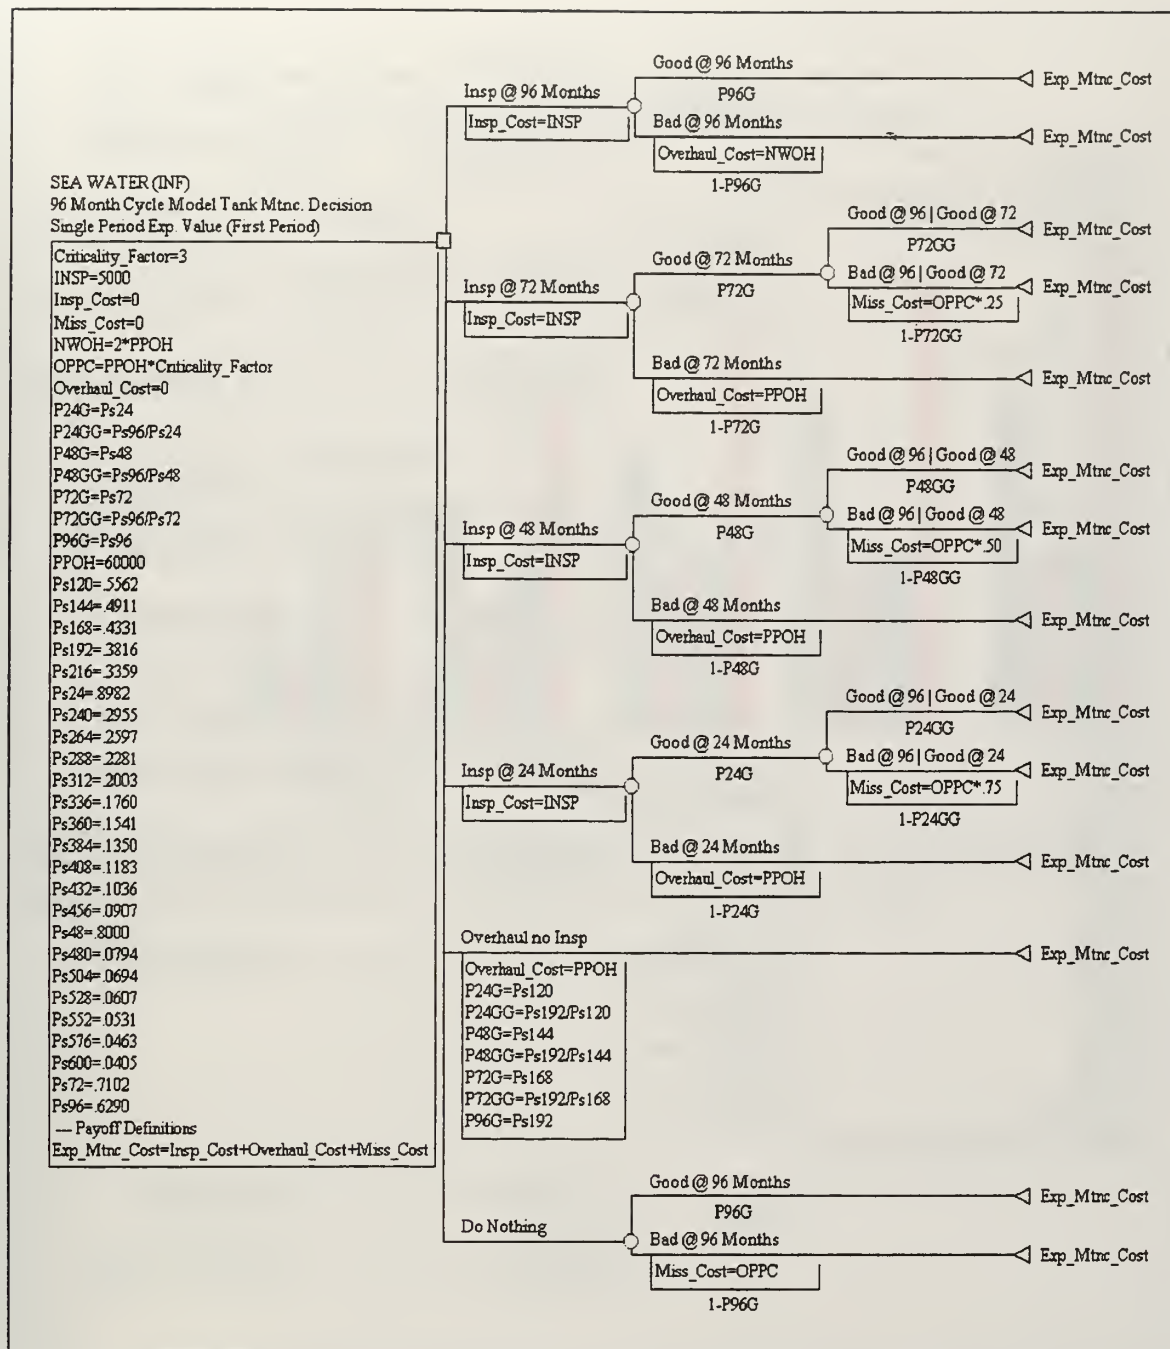 SEA WATER (INF)
96 Month Cycle Model Tank Mtnc. Decision
Single Period Exp. Value (First Period)
Criticality_Factor=3
INSP=5000
Insp_Cost=0
Miss_Cost=0
NWOH=2*PPOH
OPPC=PPOH*Criticality_Factor
Overhaul_Cost=0
P24G=Ps24
P24GG=Ps96/Ps24
P48G=Ps48
P48GG=Ps96/Ps48
P72G=Ps72
P72GG=Ps96/Ps72
P96G=Ps96
PPOH=60000
Ps120=.5562
Ps144=.4911
Ps168=.4331
Ps192=.3816
Ps216=.3359
Ps24=.8982
Ps240=.2955
Ps264=.2597
Ps288=.2281
Ps312=.2003
Ps336=.1760
Ps360=.1541
Ps384=.1350
Ps408=.1183
Ps432=.1036
Ps456=.0907
Ps48=.8000
Ps480=.0794
Ps504=.0694
Ps528=.0607
Ps552=.0531
Ps576=.0463
Ps600=.0405
Ps72=.7102
Ps96=.6290
--- Payoff Definitions
Exp_Mtnc_Cost=Insp_Cost+Overhaul_Cost+Miss_Cost
Insp @ 96 Months
Insp_Cost=INSP
Good @ 96 Months
P96G
Exp_Mtnc_Cost
Bad @ 96 Months
Overhaul_Cost=NWOH
1-P96G
Exp_Mtnc_Cost
Insp @ 72 Months
Insp_Cost=INSP
Good @ 72 Months
P72G
Good @ 96 | Good @ 72
P72GG
Exp_Mtnc_Cost
Bad @ 96 | Good @ 72
Miss_Cost=OPPC*.25
1-P72GG
Exp_Mtnc_Cost
Bad @ 72 Months
Overhaul_Cost=PPOH
1-P72G
Exp_Mtnc_Cost
Insp @ 48 Months
Insp_Cost=INSP
Good @ 48 Months
P48G
Good @ 96 | Good @ 48
P48GG
Exp_Mtnc_Cost
Bad @ 96 | Good @ 48
Miss_Cost=OPPC*.50
1-P48GG
Exp_Mtnc_Cost
Bad @ 48 Months
Overhaul_Cost=PPOH
1-P48G
Exp_Mtnc_Cost
Insp @ 24 Months
Insp_Cost=INSP
Good @ 24 Months
P24G
Good @ 96 | Good @ 24
P24GG
Exp_Mtnc_Cost
Bad @ 96 | Good @ 24
Miss_Cost=OPPC*.75
1-P24GG
Exp_Mtnc_Cost
Bad @ 24 Months
Overhaul_Cost=PPOH
1-P24G
Exp_Mtnc_Cost
Overhaul no Insp
Overhaul_Cost=PPOH
P24G=Ps120
P24GG=Ps192/Ps120
P48G=Ps144
P48GG=Ps192/Ps144
P72G=Ps168
P72GG=Ps192/Ps168
P96G=Ps192
Exp_Mtnc_Cost
Do Nothing
Good @ 96 Months
P96G
Exp_Mtnc_Cost
Bad @ 96 Months
Miss_Cost=OPPC
1-P96G
Exp_Mtnc_Cost